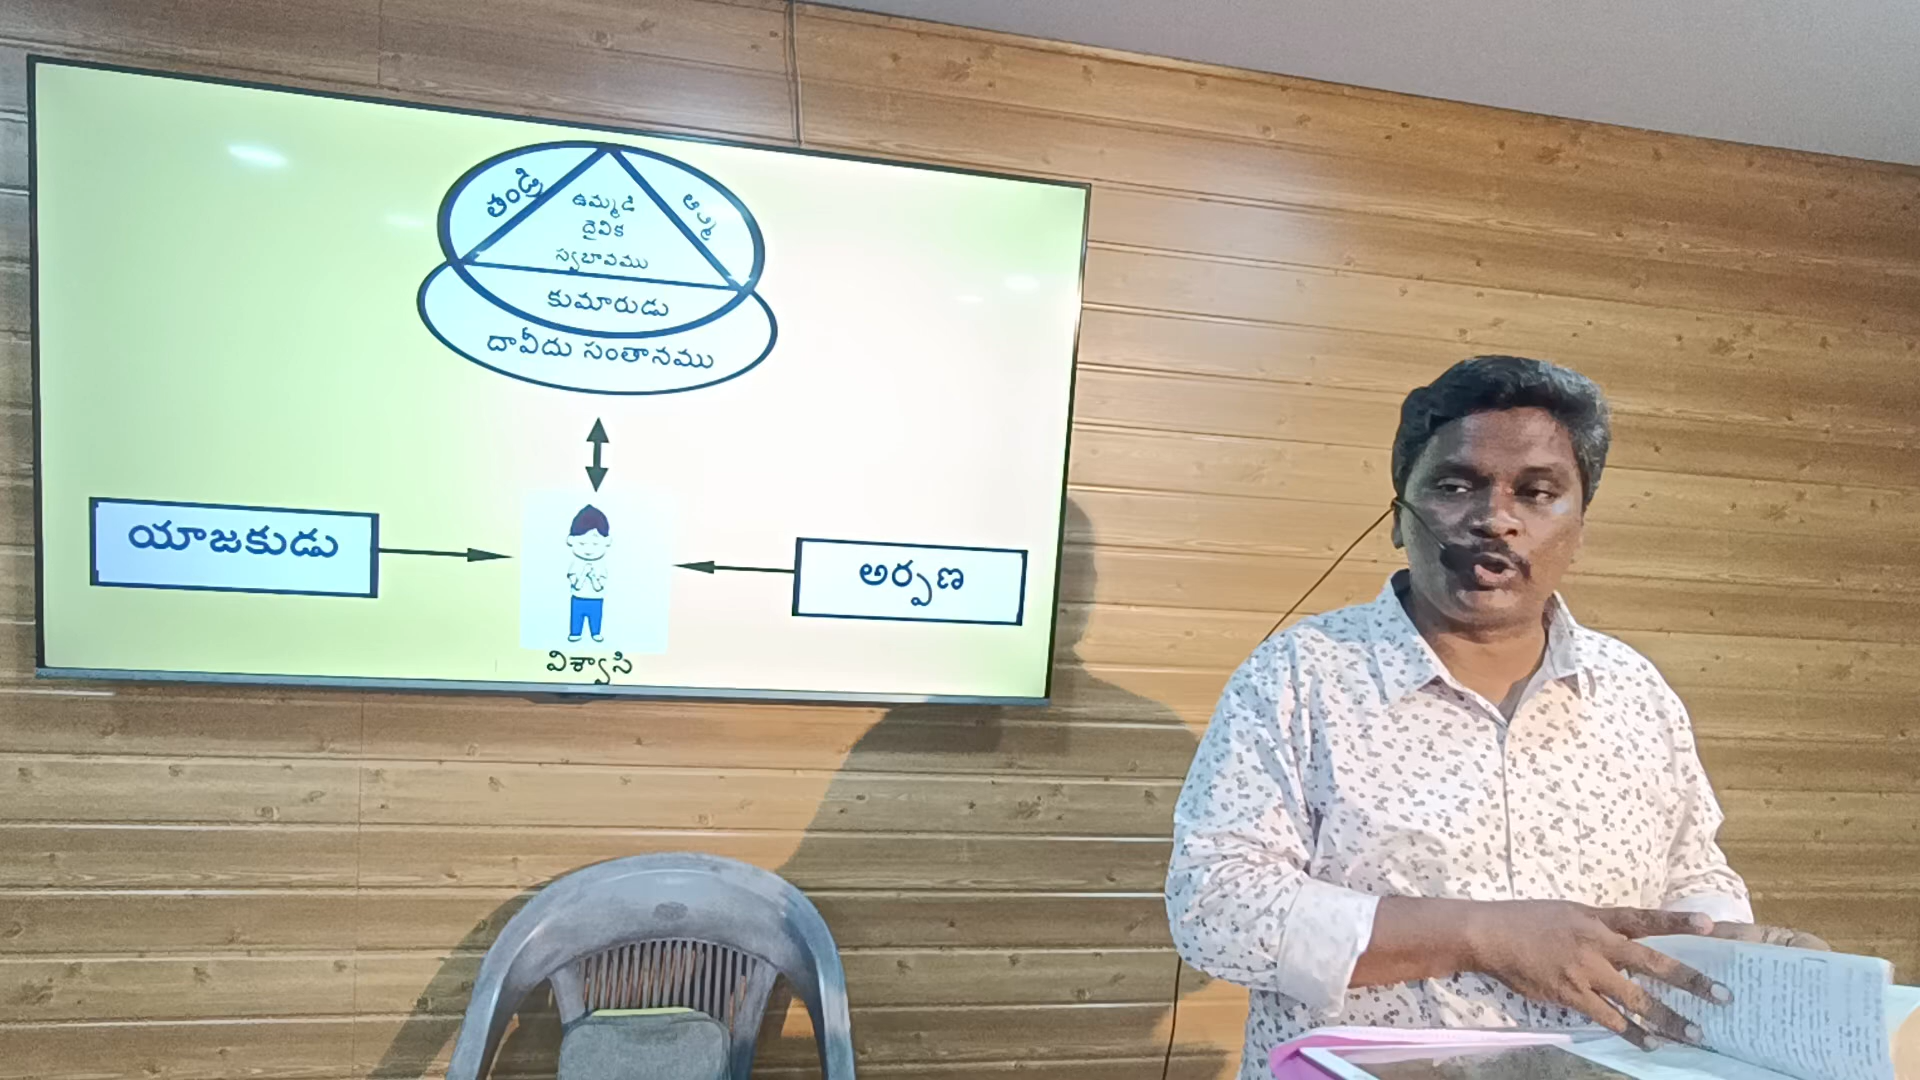 తండ్రి
ఆత్మ
ఉమ్మడి
దైవిక
స్వభావము
కుమారుడు
దావీదు సంతానము
యాజకుడు
అర్పణ
విశ్వాసి